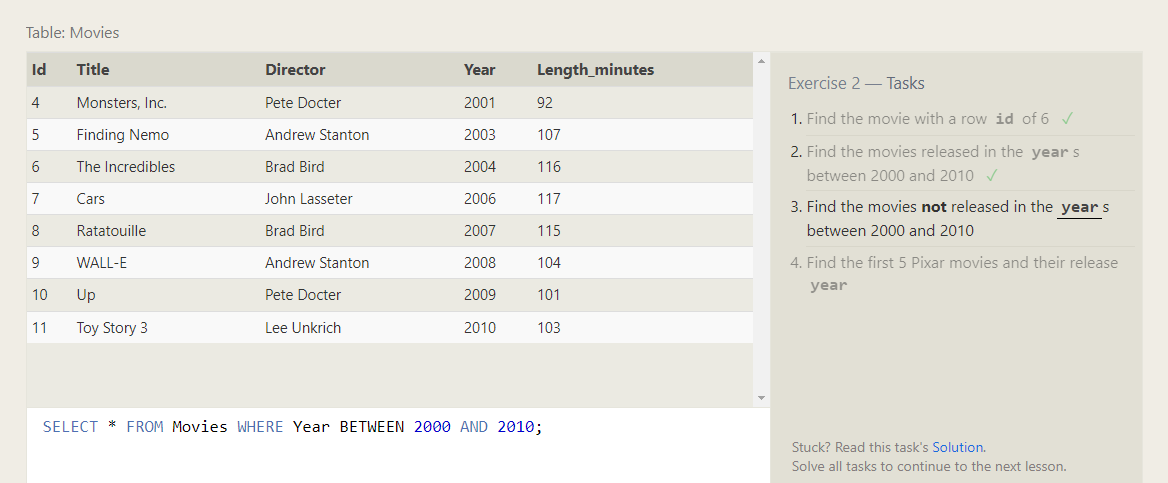 Table: Movies
Id Title Director Year Length_minutes
4 Monsters, Inc. Pete Docter 2001 92
5 Finding Nemo Andrew Stanton 2003 107
6 The Incredibles Brad Bird 2004 116
7 Cars John Lasseter 2006 117
8 Ratatouille Brad Bird 2007 115
9 WALL-E Andrew Stanton 2008 104
10 Up Pete Docter 2009 101
11 Toy Story 3 Lee Unkrich 2010 103
SELECT * FROM Movies WHERE Year BETWEEN 2000 AND 2010;
Exercise 2 — Tasks
1. Find the movie with a row id of 6 ✓
2. Find the movies released in the year s
between 2000 and 2010 ✓
3. Find the movies not released in the year s
between 2000 and 2010
4. Find the first 5 Pixar movies and their release
year
Stuck? Read this task's Solution.
Solve all tasks to continue to the next lesson.